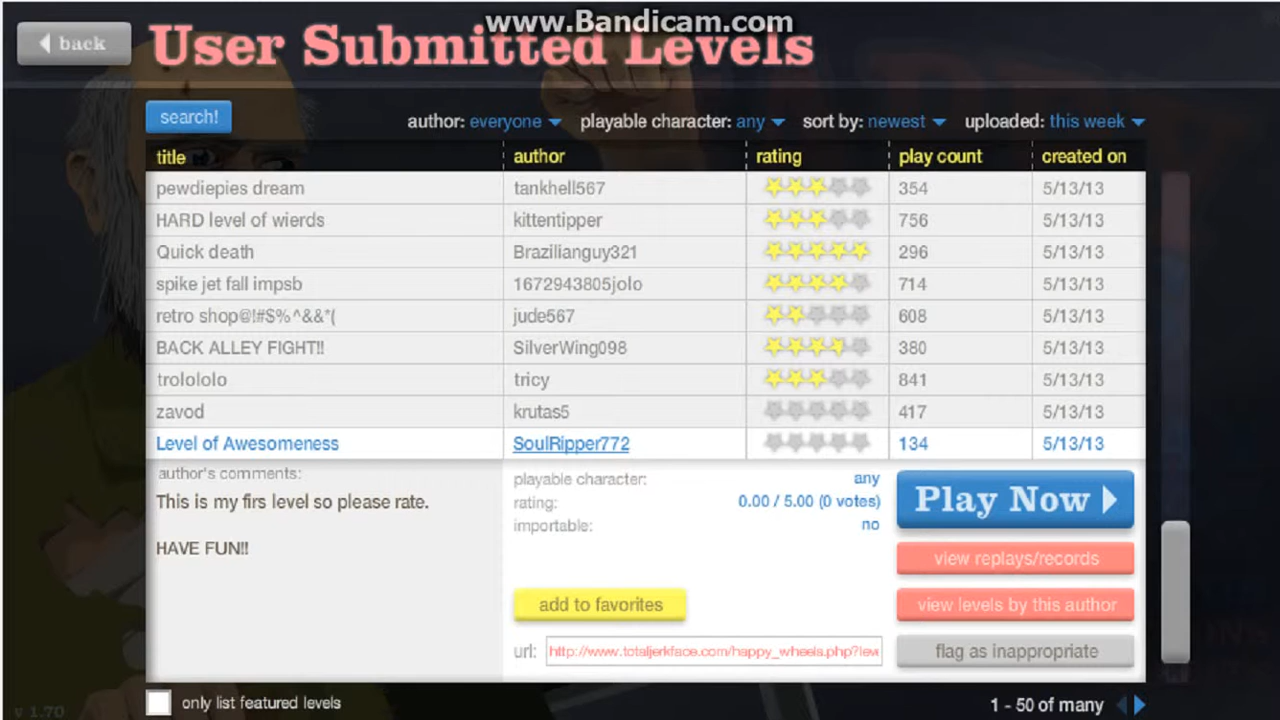 www.Bandicam.com
back
User Submitted Levels
search!
author: everyone playable character: any sort by: newest uploaded: this week
title author rating play count created on
pewdiepies dream tankhell567 354 5/13/13
HARD level of wierds kittentipper 756 5/13/13
Quick death Brazilianguy321 296 5/13/13
spike jet fall impsb 1672943805jolo 714 5/13/13
retro shop@!#$%^&&*( jude567 608 5/13/13
BACK ALLEY FIGHT!! SilverWing098 380 5/13/13
trolololo tricy 841 5/13/13
zavod krutas5 417 5/13/13
Level of Awesomeness SoulRipper772 134 5/13/13
author's comments:
This is my firs level so please rate.
HAVE FUN!!
playable character: any
rating: 0.00 / 5.00 (0 votes)
importable: no
add to favorites
url: http://www.totaljerkface.com/happy_wheels.php?lev
Play Now
view replays/records
view levels by this author
flag as inappropriate
only list featured levels
1 - 50 of many
v 1.70